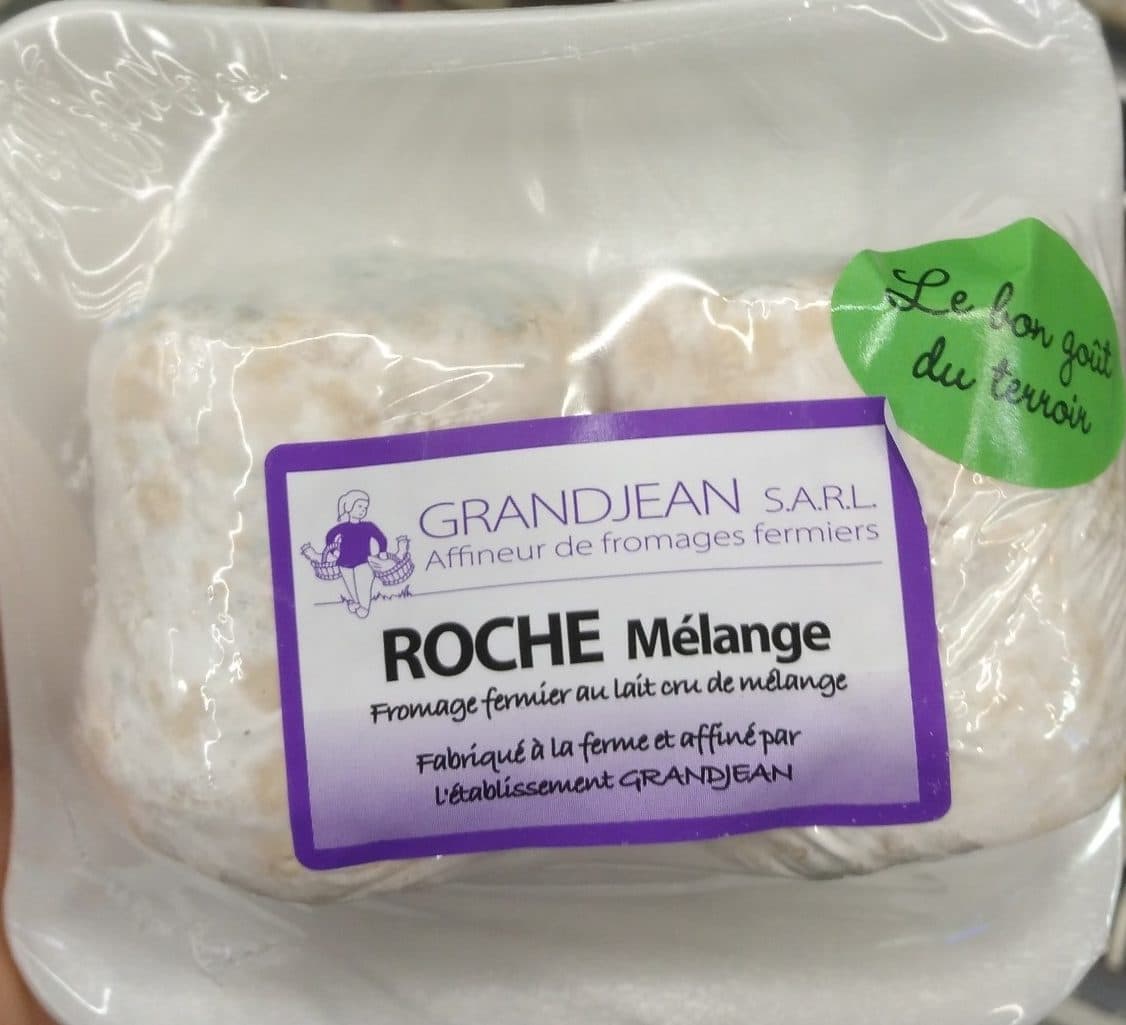 Le bon goût
du terroir
GRANDJEAN S.A.R.L.
Affineur de fromages fermiers
ROCHE Mélange
Fromage fermier au lait cru de mélange
Fabriqué à la ferme et affiné par
L'établissement GRANDJEAN